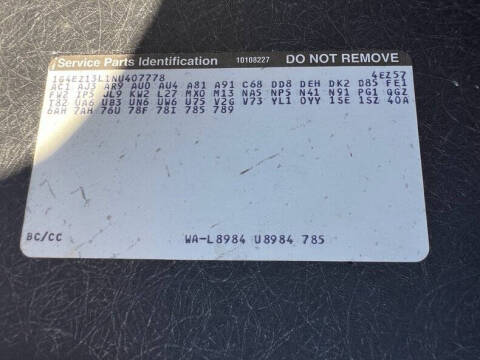 Service Parts Identification 10108227 DO NOT REMOVE
1G4EZ13L1NU407778 4EZ57
AC1 AJ3 AR9 AU0 AU4 A81 A91 C68 DD8 DEH DK2 D85 FE1
FW2 IP5 JL9 KW2 L27 MX0 M13 NA5 NP5 N41 N91 PG1 QGZ
T82 UA6 U83 UN6 UW6 U75 V2G V73 YL1 0YY 1SE 1SZ 40A
6AH 7AH 76U 78F 78I 785 789
BC/CC WA-L8984 U8984 785